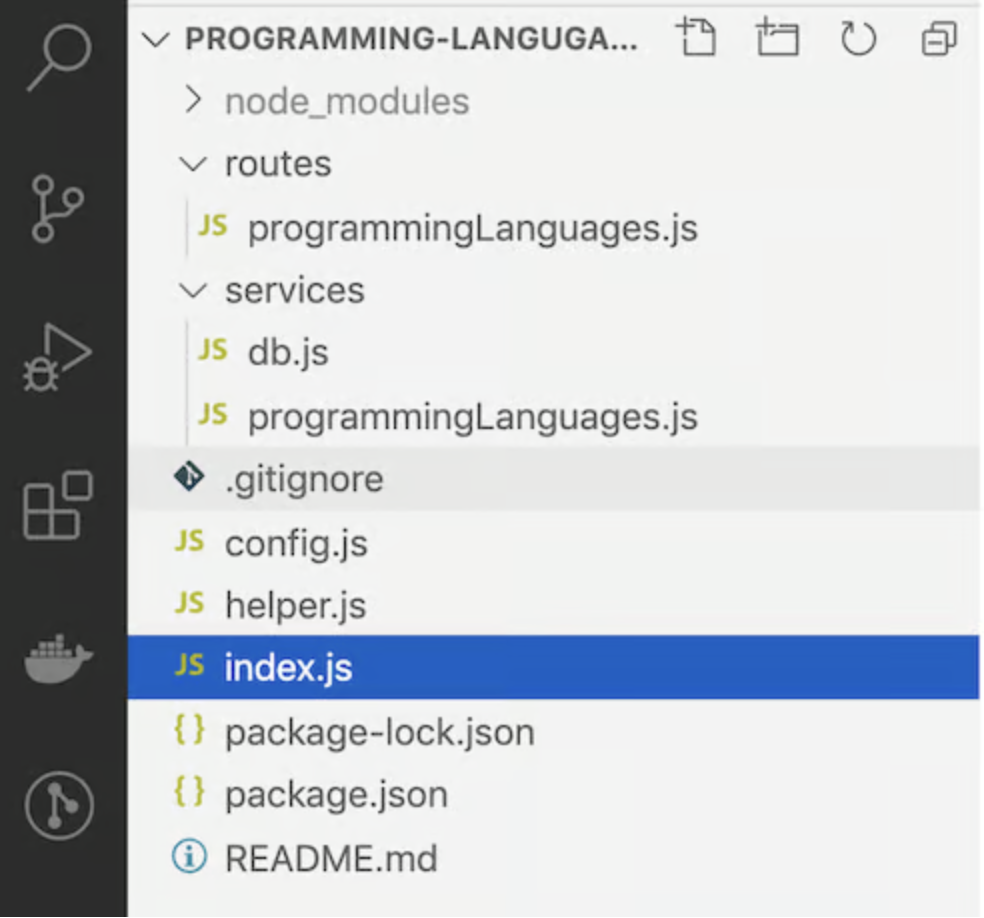 PROGRAMMING-LANGUGA...
node_modules
routes
JS programmingLanguages.js
services
JS db.js
JS programmingLanguages.js
.gitignore
JS config.js
JS helper.js
JS index.js
{} package-lock.json
{} package.json
README.md